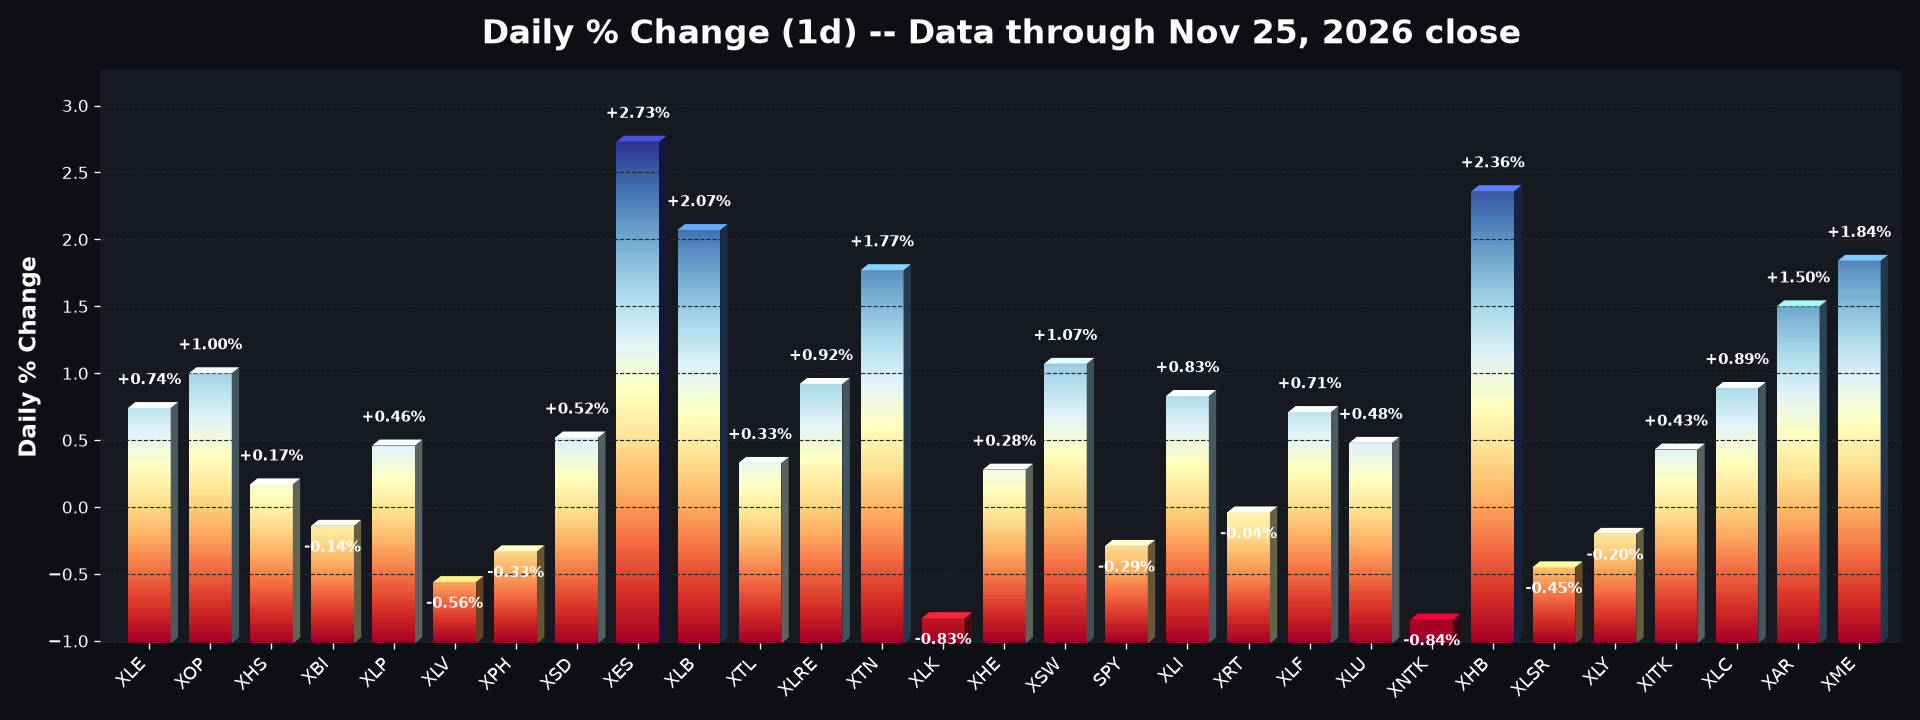 Daily % Change (1d) -- Data through Nov 25, 2026 close
Daily % Change
3.0
2.5
2.0
1.5
1.0
0.5
0.0
−0.5
−1.0
+0.74%
+1.00%
+0.17%
-0.14%
+0.46%
-0.56%
-0.33%
+0.52%
+2.73%
+2.07%
+0.33%
+0.92%
+1.77%
-0.83%
+0.28%
+1.07%
-0.29%
+0.83%
-0.04%
+0.71%
+0.48%
-0.84%
+2.36%
-0.45%
-0.20%
+0.43%
+0.89%
+1.50%
+1.84%
XLE
XOP
XHS
XBI
XLP
XLV
XPH
XSD
XES
XLB
XTL
XLRE
XTN
XLK
XHE
XSW
SPY
XLI
XRT
XLF
XLU
XNTK
XHB
XLSR
XLY
XITK
XLC
XAR
XME